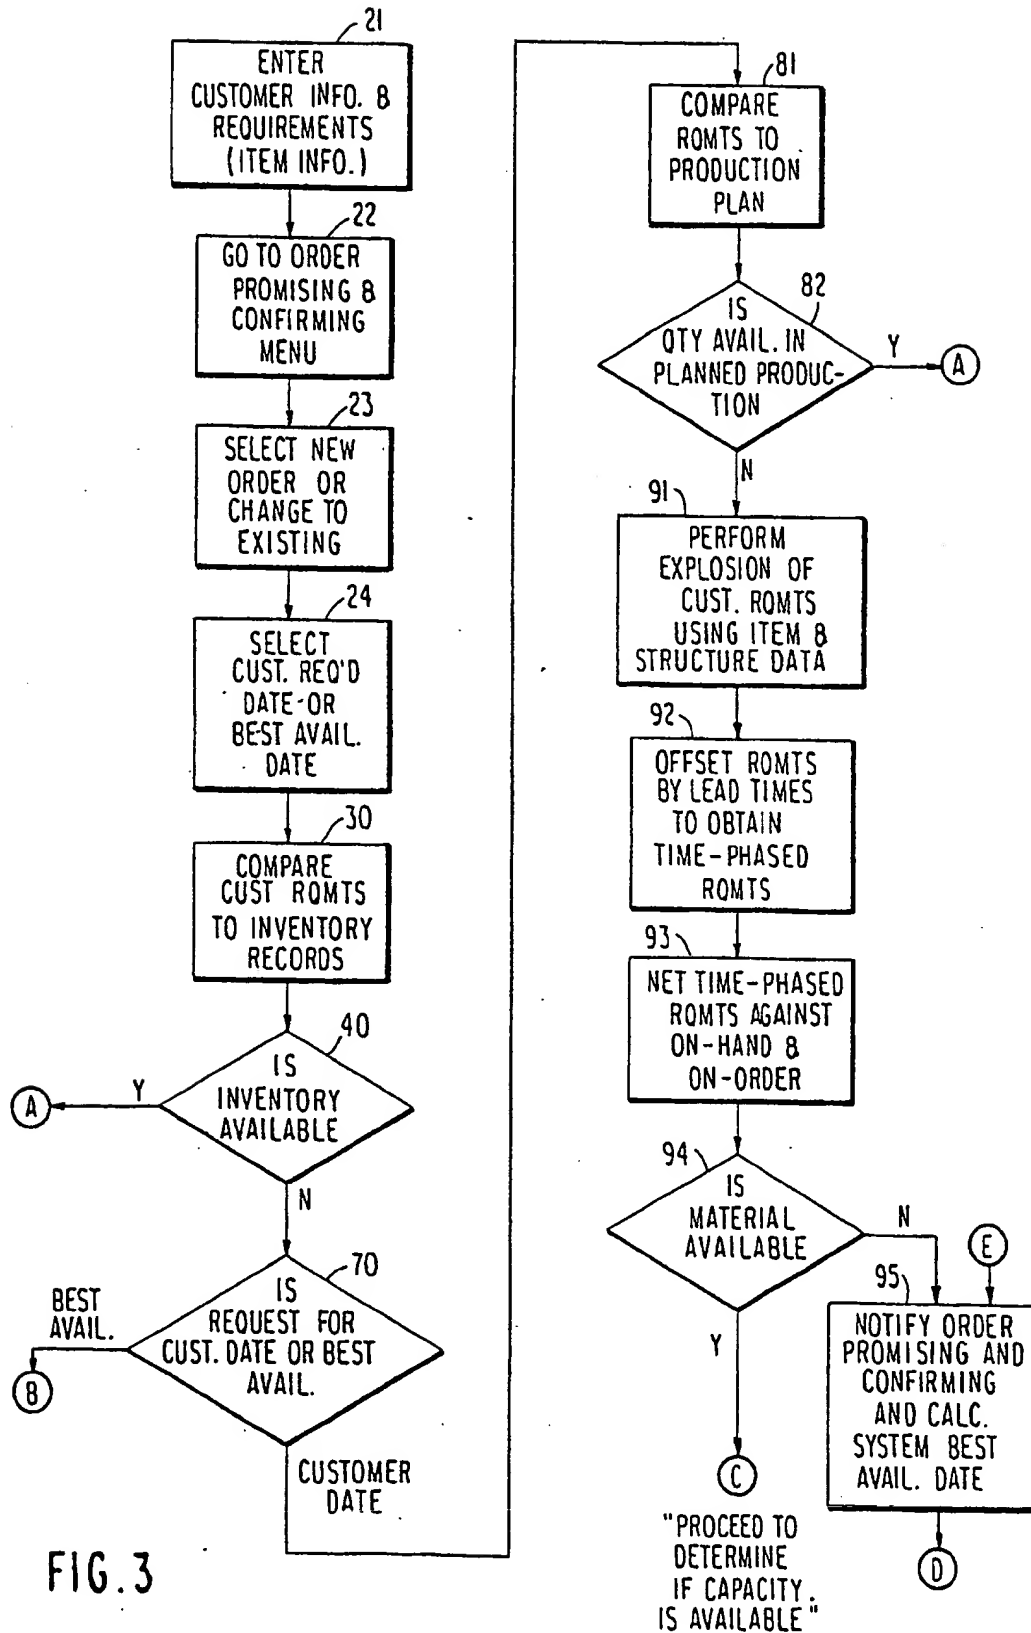 21
ENTER
CUSTOMER INFO. &
REQUIREMENTS
(ITEM INFO.)
22
GO TO ORDER
PROMISING &
CONFIRMING
MENU
23
SELECT NEW
ORDER OR
CHANGE TO
EXISTING
24
SELECT
CUST. REQ'D
DATE OR
BEST AVAIL.
DATE
30
COMPARE
CUST RQMTS
TO INVENTORY
RECORDS
40
IS
INVENTORY
AVAILABLE
Y
A
N
70
IS
REQUEST FOR
CUST. DATE OR BEST
AVAIL.
BEST
AVAIL.
B
CUSTOMER
DATE
81
COMPARE
RQMTS TO
PRODUCTION
PLAN
82
IS
QTY AVAIL. IN
PLANNED PRODUC-
TION
Y
A
N
91
PERFORM
EXPLOSION OF
CUST. RQMTS
USING ITEM &
STRUCTURE DATA
92
OFFSET RQMTS
BY LEAD TIMES
TO OBTAIN
TIME-PHASED
RQMTS
93
NET TIME-PHASED
RQMTS AGAINST
ON-HAND &
ON-ORDER
94
IS
MATERIAL
AVAILABLE
N
E
Y
95
NOTIFY ORDER
PROMISING AND
CONFIRMING
AND CALC.
SYSTEM BEST
AVAIL. DATE
C
D
"PROCEED TO
DETERMINE
IF CAPACITY.
IS AVAILABLE"
FIG. 3